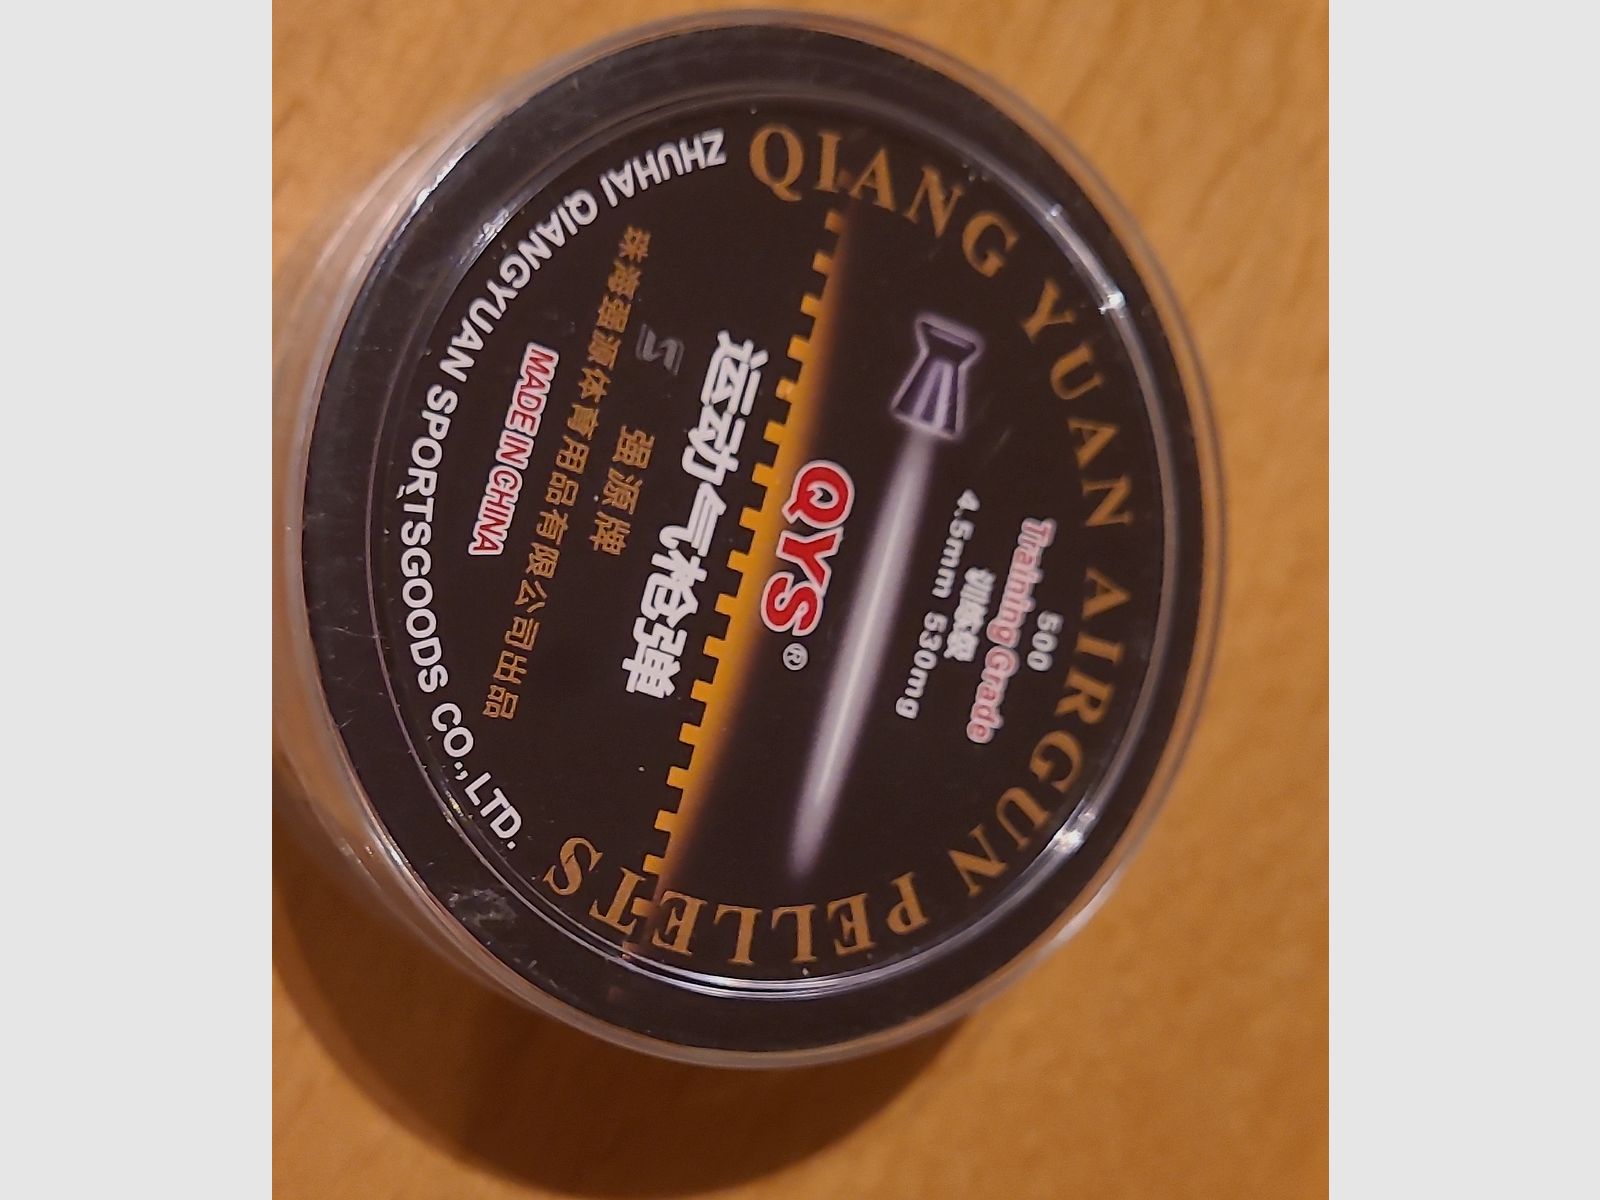 QIANG YUAN AIRGUN PELLETS
500
Training Grade
训练级
4.5mm 530mg
QYS®
运动气枪弹
强源牌
珠海强源体育用品有限公司出品
MADE IN CHINA
ZHUHAI QIANGYUAN SPORTSGOODS CO.,LTD.